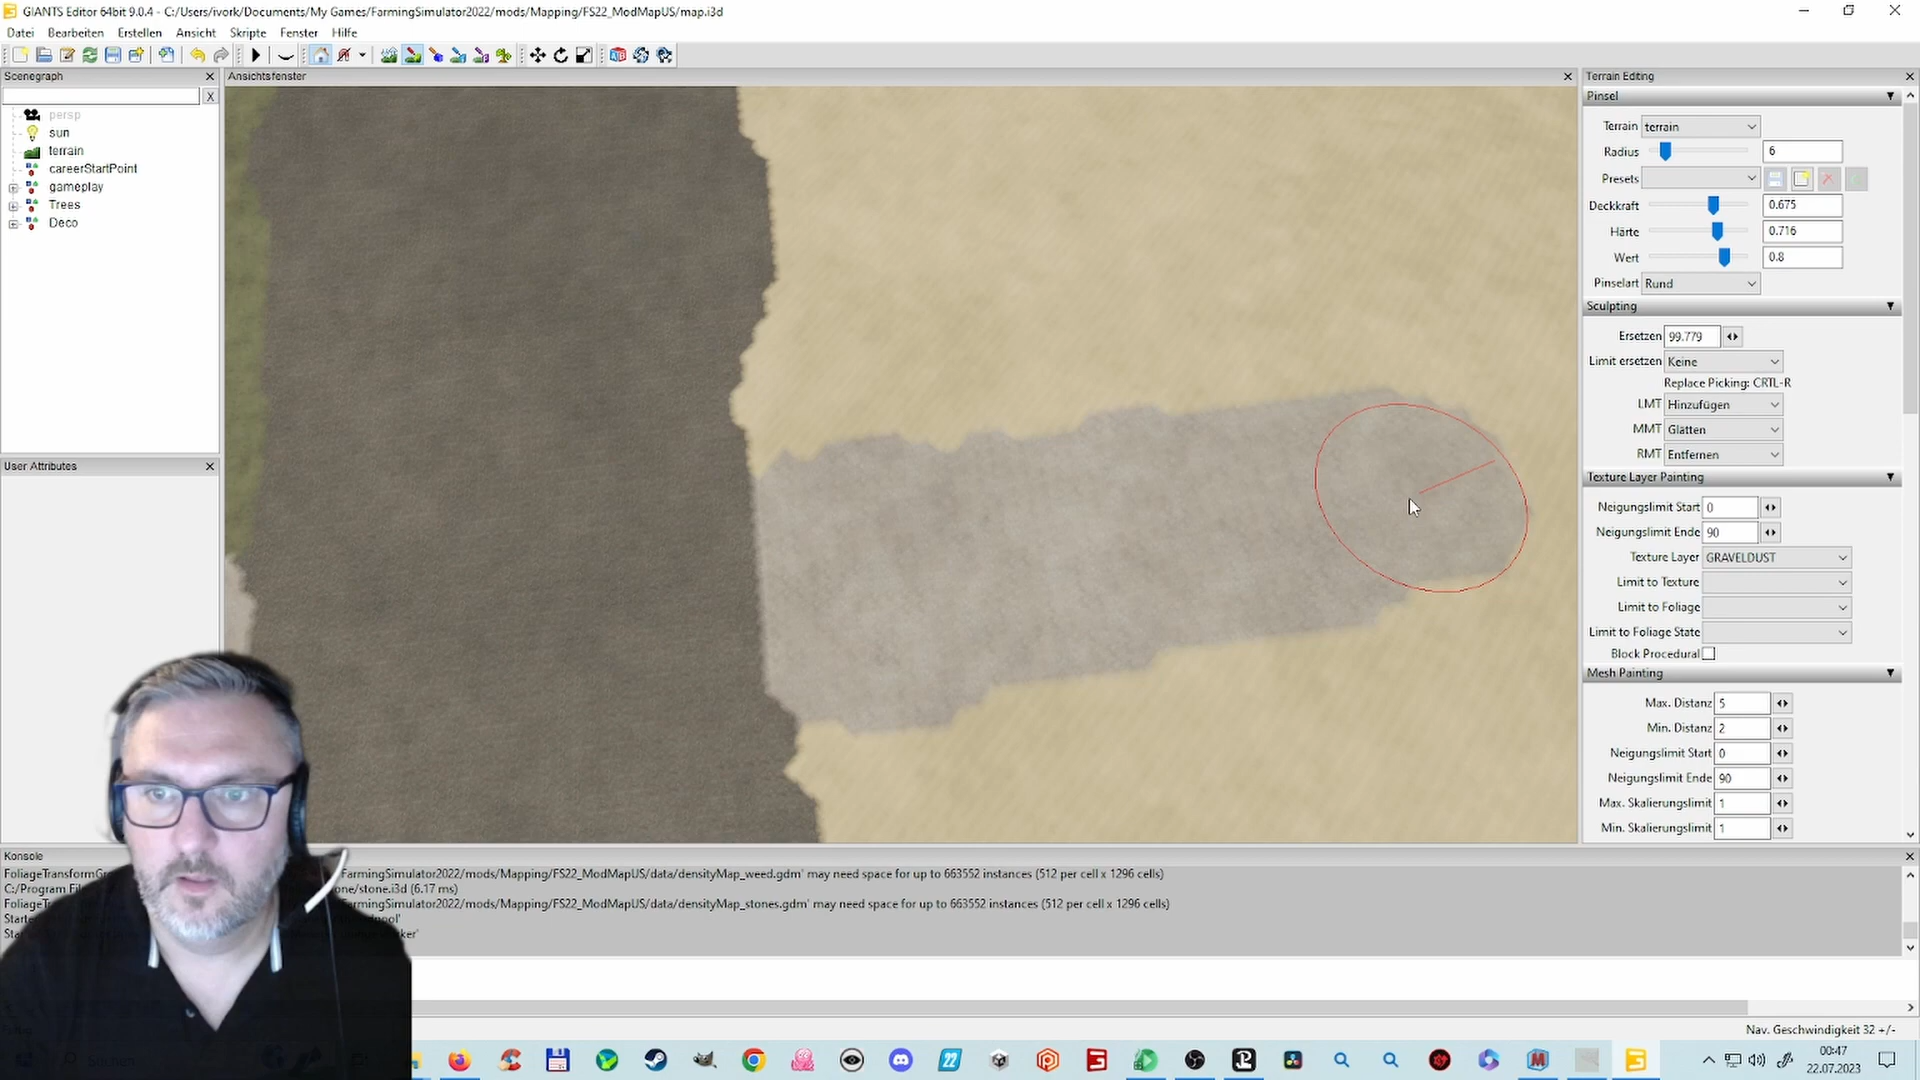 GIANTS Editor 64bit 9.0.4 - C:/Users/ivork/Documents/My Games/FarmingSimulator2022/mods/Mapping/FS22_ModMapUS/map.i3d
Datei Bearbeiten Erstellen Ansicht Skripte Fenster Hilfe
Scenegraph
X
persp
sun
terrain
careerStartPoint
gameplay
Trees
Deco
User Attributes
Ansichtsfenster
Terrain Editing
Pinsel
Terrain terrain
Radius 6
Presets
Deckkraft 0.675
Härte 0.716
Wert 0.8
Pinselart Rund
Sculpting
Ersetzen 99.779
Limit ersetzen Keine
Replace Picking: CRTL-R
LMT Hinzufügen
MMT Glätten
RMT Entfernen
Texture Layer Painting
Neigungslimit Start 0
Neigungslimit Ende 90
Texture Layer GRAVELDUST
Limit to Texture
Limit to Foliage
Limit to Foliage State
Block Procedural
Mesh Painting
Max. Distanz 5
Min. Distanz 2
Neigungslimit Start 0
Neigungslimit Ende 90
Max. Skalierungslimit 1
Min. Skalierungslimit 1
Konsole
FoliageTransformGr FarmingSimulator2022/mods/Mapping/FS22_ModMapUS/data/densityMap_weed.gdm' may need space for up to 663552 instances (512 per cell x 1296 cells)
C:/Program File one/stone.i3d (6.17 ms)
FoliageTransformGr FarmingSimulator2022/mods/Mapping/FS22_ModMapUS/data/densityMap_stones.gdm' may need space for up to 663552 instances (512 per cell x 1296 cells)
Nav. Geschwindigkeit 32 +/-
22
00:47
22.07.2023